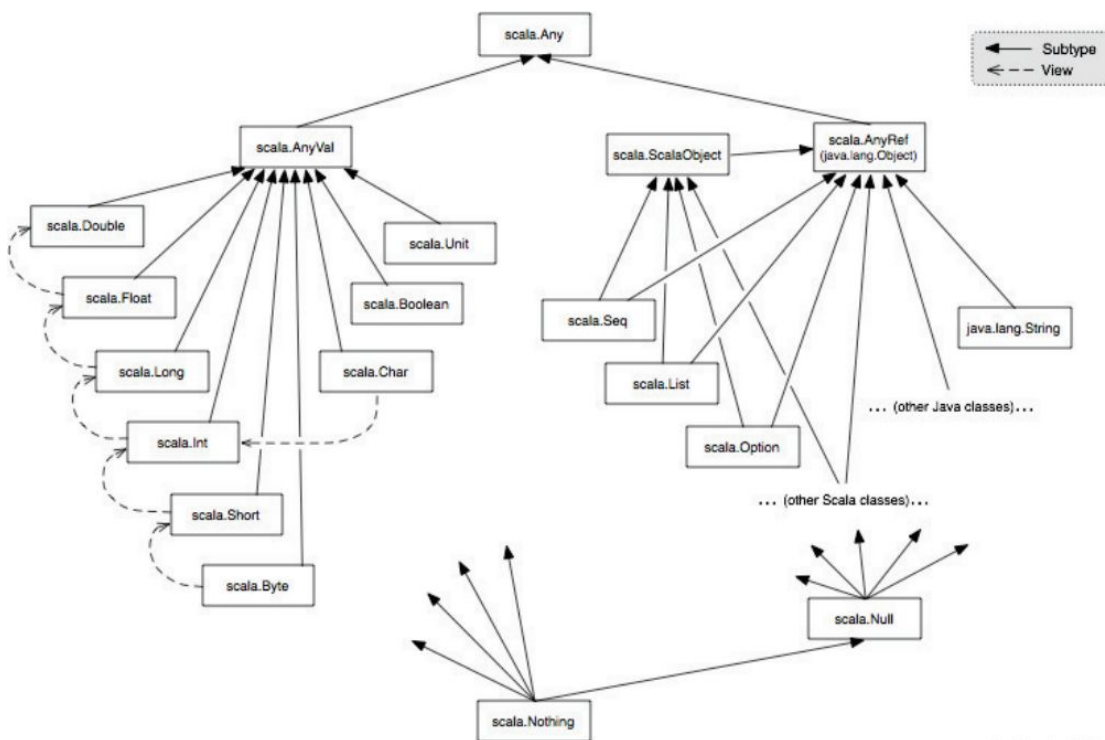 scala.Any
Subtype
View
scala.AnyVal
scala.ScalaObject
scala.AnyRef
(java.lang.Object)
scala.Double
scala.Unit
scala.Float
scala.Boolean
scala.Seq
java.lang.String
scala.Long
scala.Char
scala.List
... (other Java classes)...
scala.Int
scala.Option
scala.Short
... (other Scala classes)...
scala.Byte
scala.Null
scala.Nothing